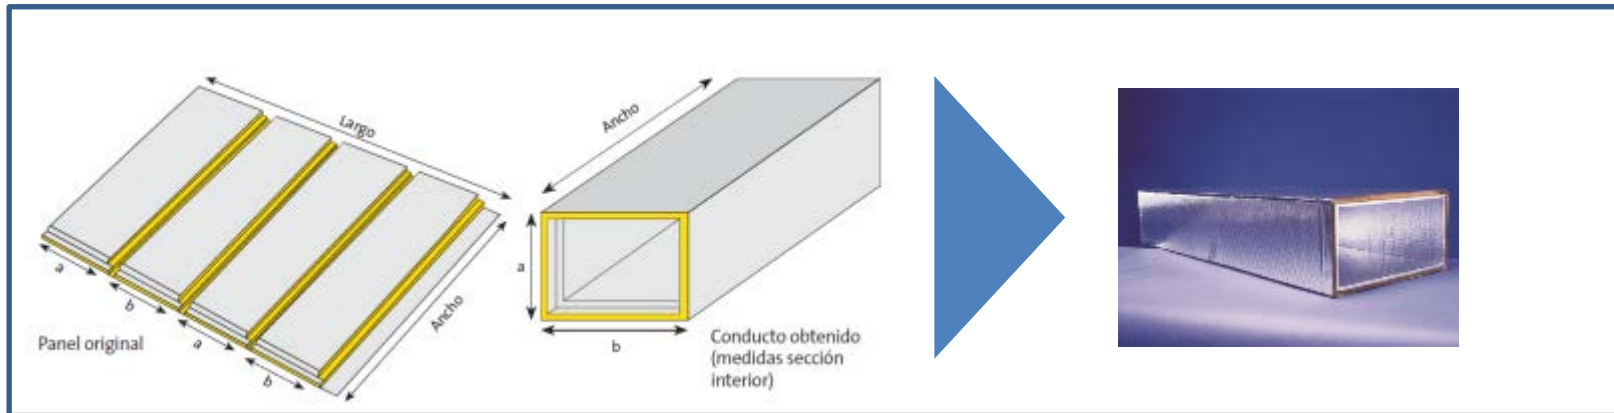 Largo
Ancho
a
b
a
b
Panel original
Ancho
a
b
Conducto obtenido
(medidas sección
interior)